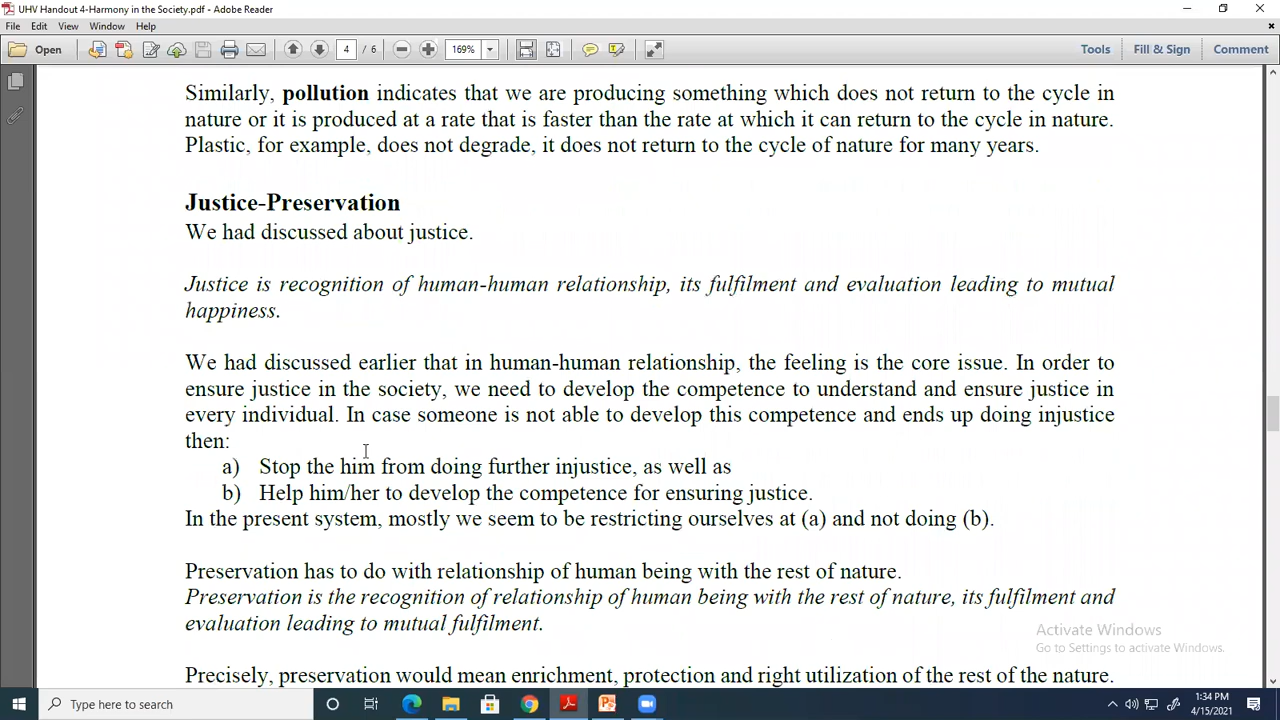 UHV Handout 4-Harmony in the Society.pdf - Adobe Reader
File Edit View Window Help
Open 4 / 6 169% Tools Fill & Sign Comment
Similarly, pollution indicates that we are producing something which does not return to the cycle in
nature or it is produced at a rate that is faster than the rate at which it can return to the cycle in nature.
Plastic, for example, does not degrade, it does not return to the cycle of nature for many years.
Justice-Preservation
We had discussed about justice.
Justice is recognition of human-human relationship, its fulfilment and evaluation leading to mutual
happiness.
We had discussed earlier that in human-human relationship, the feeling is the core issue. In order to
ensure justice in the society, we need to develop the competence to understand and ensure justice in
every individual. In case someone is not able to develop this competence and ends up doing injustice
then:
a) Stop the him from doing further injustice, as well as
b) Help him/her to develop the competence for ensuring justice.
In the present system, mostly we seem to be restricting ourselves at (a) and not doing (b).
Preservation has to do with relationship of human being with the rest of nature.
Preservation is the recognition of relationship of human being with the rest of nature, its fulfilment and
evaluation leading to mutual fulfilment.
Activate Windows
Go to Settings to activate Windows.
Precisely, preservation would mean enrichment, protection and right utilization of the rest of the nature.
Type here to search
1:34 PM
4/15/2021